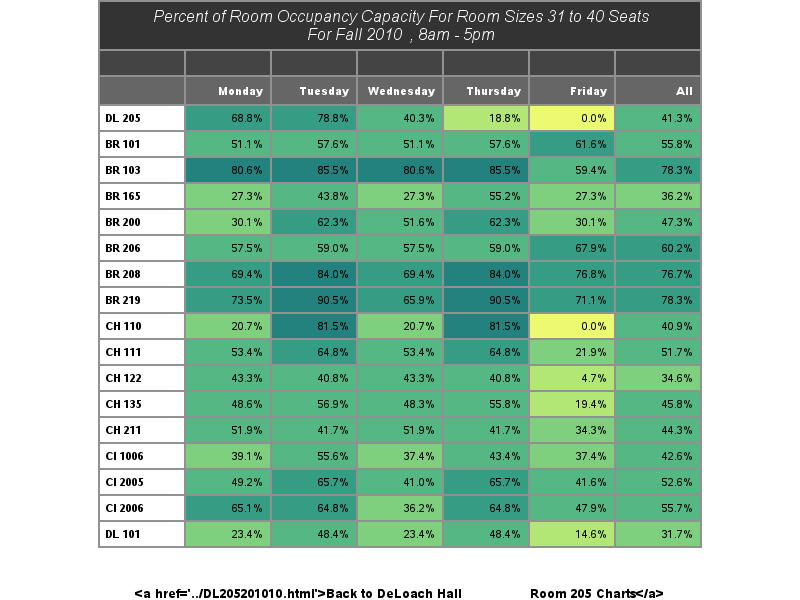 Percent of Room Occupancy Capacity For Room Sizes 31 to 40 Seats
For Fall 2010 , 8am - 5pm
Monday Tuesday Wednesday Thursday Friday All
DL 205 68.8% 78.8% 40.3% 18.8% 0.0% 41.3%
BR 101 51.1% 57.6% 51.1% 57.6% 61.6% 55.8%
BR 103 80.6% 85.5% 80.6% 85.5% 59.4% 78.3%
BR 165 27.3% 43.8% 27.3% 55.2% 27.3% 36.2%
BR 200 30.1% 62.3% 51.6% 62.3% 30.1% 47.3%
BR 206 57.5% 59.0% 57.5% 59.0% 67.9% 60.2%
BR 208 69.4% 84.0% 69.4% 84.0% 76.8% 76.7%
BR 219 73.5% 90.5% 65.9% 90.5% 71.1% 78.3%
CH 110 20.7% 81.5% 20.7% 81.5% 0.0% 40.9%
CH 111 53.4% 64.8% 53.4% 64.8% 21.9% 51.7%
CH 122 43.3% 40.8% 43.3% 40.8% 4.7% 34.6%
CH 135 48.6% 56.9% 48.3% 55.8% 19.4% 45.8%
CH 211 51.9% 41.7% 51.9% 41.7% 34.3% 44.3%
CI 1006 39.1% 55.6% 37.4% 43.4% 37.4% 42.6%
CI 2005 49.2% 65.7% 41.0% 65.7% 41.6% 52.6%
CI 2006 65.1% 64.8% 36.2% 64.8% 47.9% 55.7%
DL 101 23.4% 48.4% 23.4% 48.4% 14.6% 31.7%
<a href='../DL205201010.html'>Back to DeLoach Hall Room 205 Charts</a>